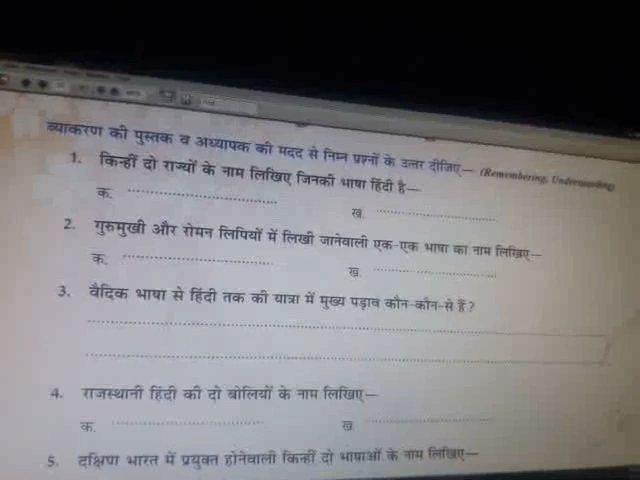 व्याकरण की पुस्तक व अध्यापक की मदद से निम्न प्रश्नों के उत्तर दीजिए— (Remembering, Understanding)
1. किन्हीं दो राज्यों के नाम लिखिए जिनकी भाषा हिंदी है—
क. ........................................ ख. ........................................
2. गुरुमुखी और रोमन लिपियों में लिखी जानेवाली एक-एक भाषा का नाम लिखिए—
क. ........................................ ख. ........................................
3. वैदिक भाषा से हिंदी तक की यात्रा में मुख्य पड़ाव कौन-कौन-से हैं?
4. राजस्थानी हिंदी की दो बोलियों के नाम लिखिए—
क. ........................................ ख. ........................................
5. दक्षिण भारत में प्रयुक्त होनेवाली किन्हीं दो भाषाओं के नाम लिखिए—